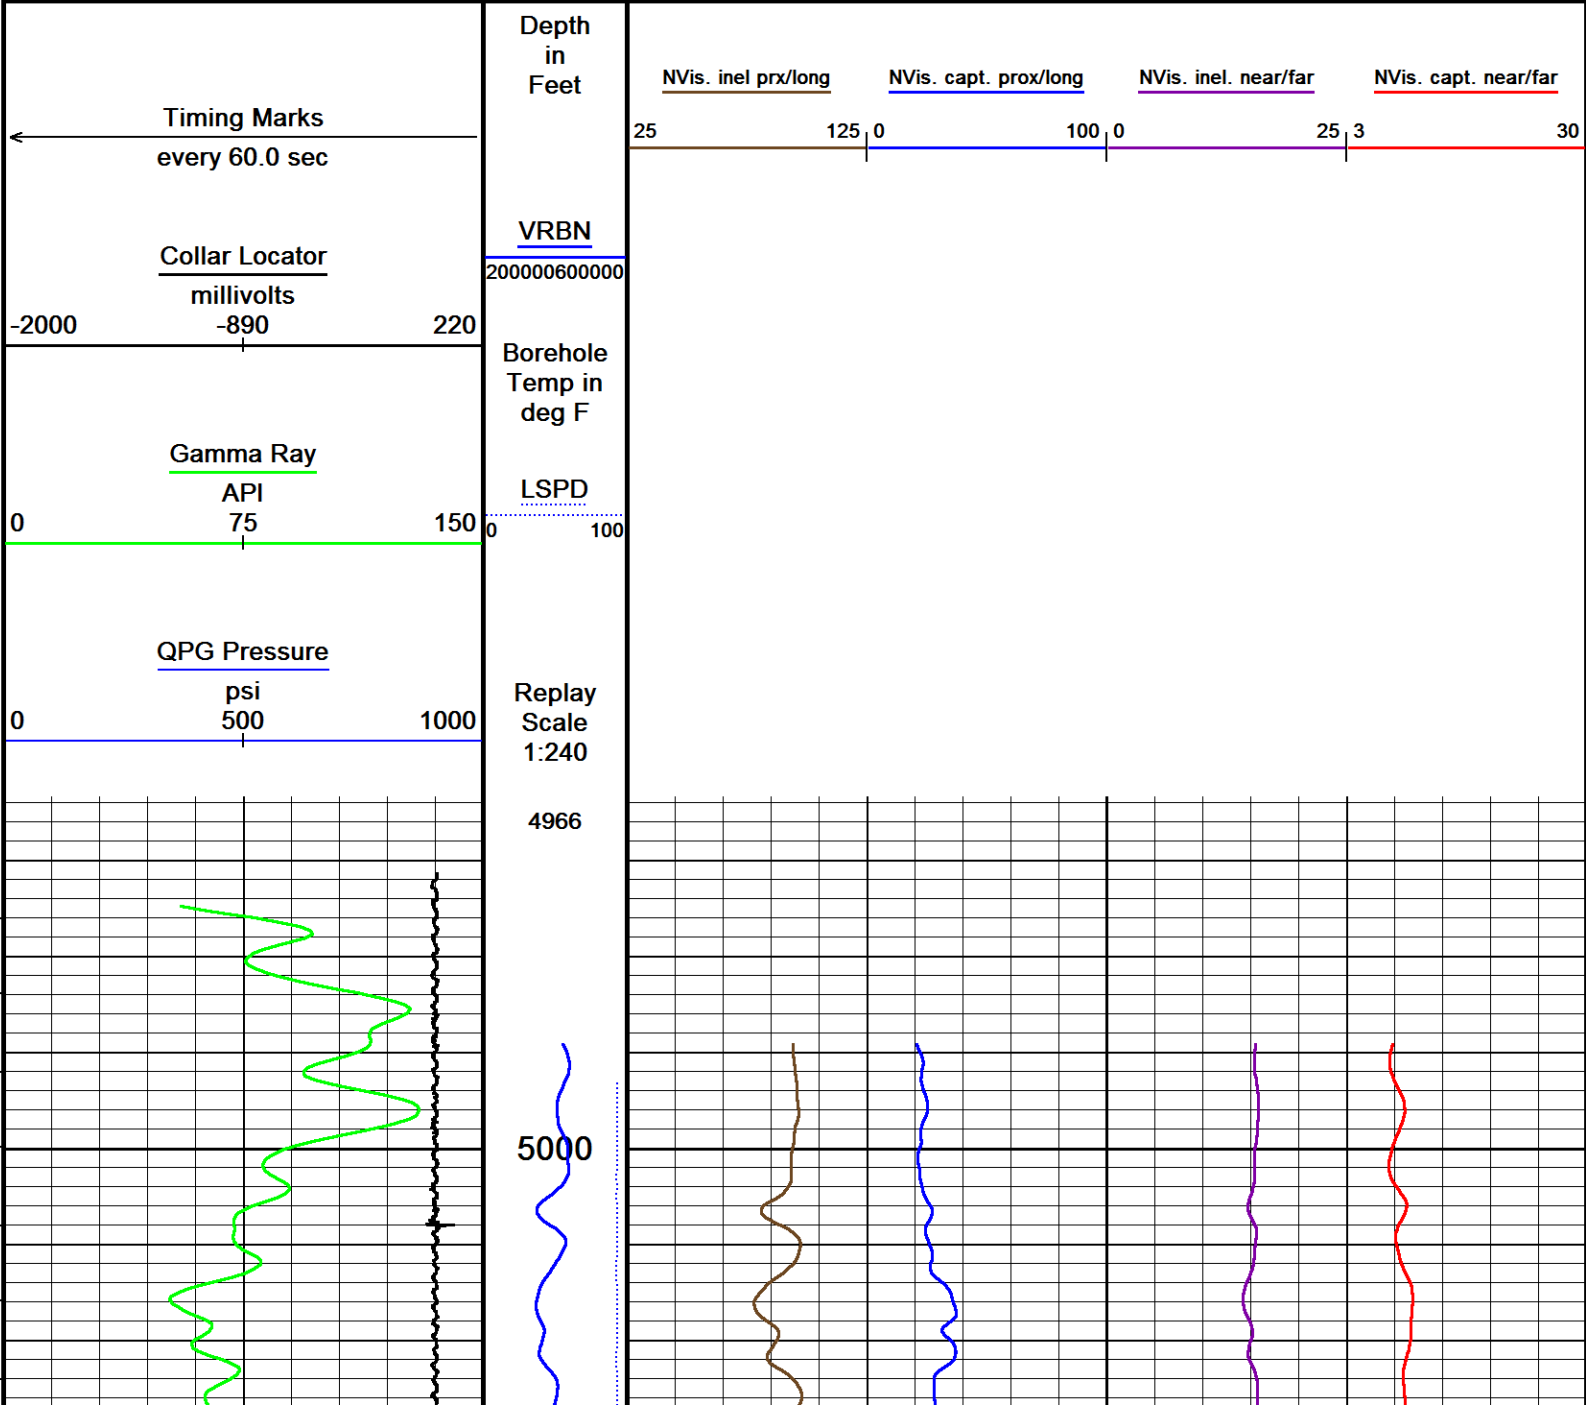 Timing Marks
every 60.0 sec
Collar Locator
millivolts
-2000 -890 220
Gamma Ray
API
0 75 150
QPG Pressure
psi
0 500 1000
Depth
in
Feet
VRBN
200000600000
Borehole
Temp in
deg F
LSPD
0 100
Replay
Scale
1:240
4966
5000
NVis. inel prx/long NVis. capt. prox/long NVis. inel. near/far NVis. capt. near/far
25 125 0 100 0 25 3 30